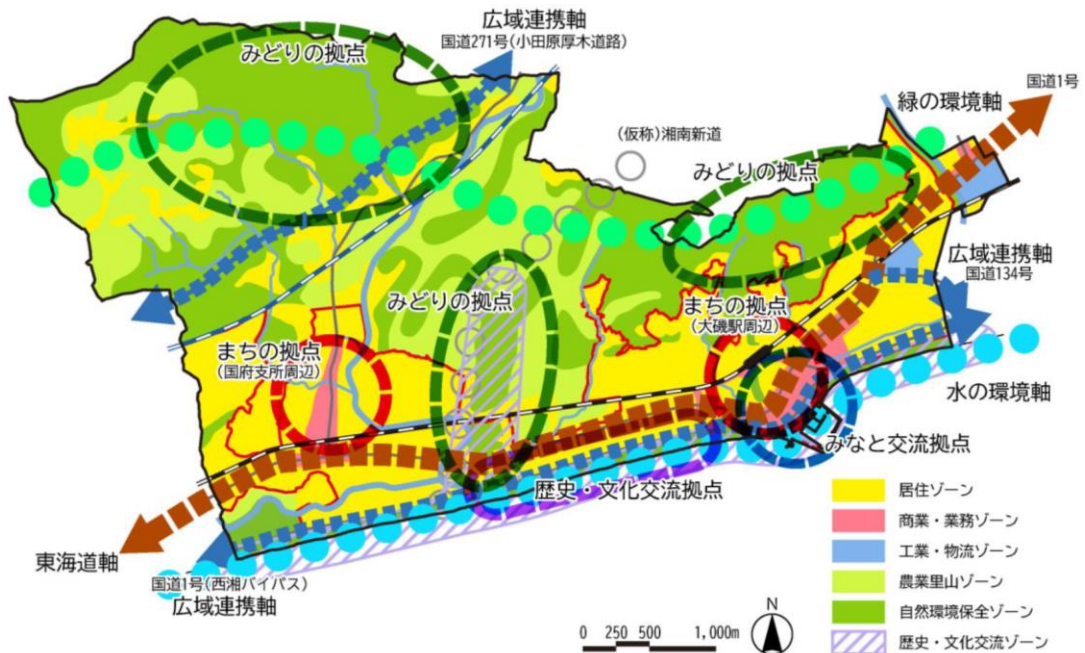 広域連携軸
国道271号(小田原厚木道路)
みどりの拠点
国道1号
緑の環境軸
(仮称)湘南新道
みどりの拠点
広域連携軸
国道134号
みどりの拠点
まちの拠点
(大磯駅周辺)
まちの拠点
(国府支所周辺)
水の環境軸
みなと交流拠点
歴史・文化交流拠点
東海道軸
国道1号(西湘バイパス)
広域連携軸
居住ゾーン
商業・業務ゾーン
工業・物流ゾーン
農業里山ゾーン
自然環境保全ゾーン
歴史・文化交流ゾーン
0 250 500 1,000m
N